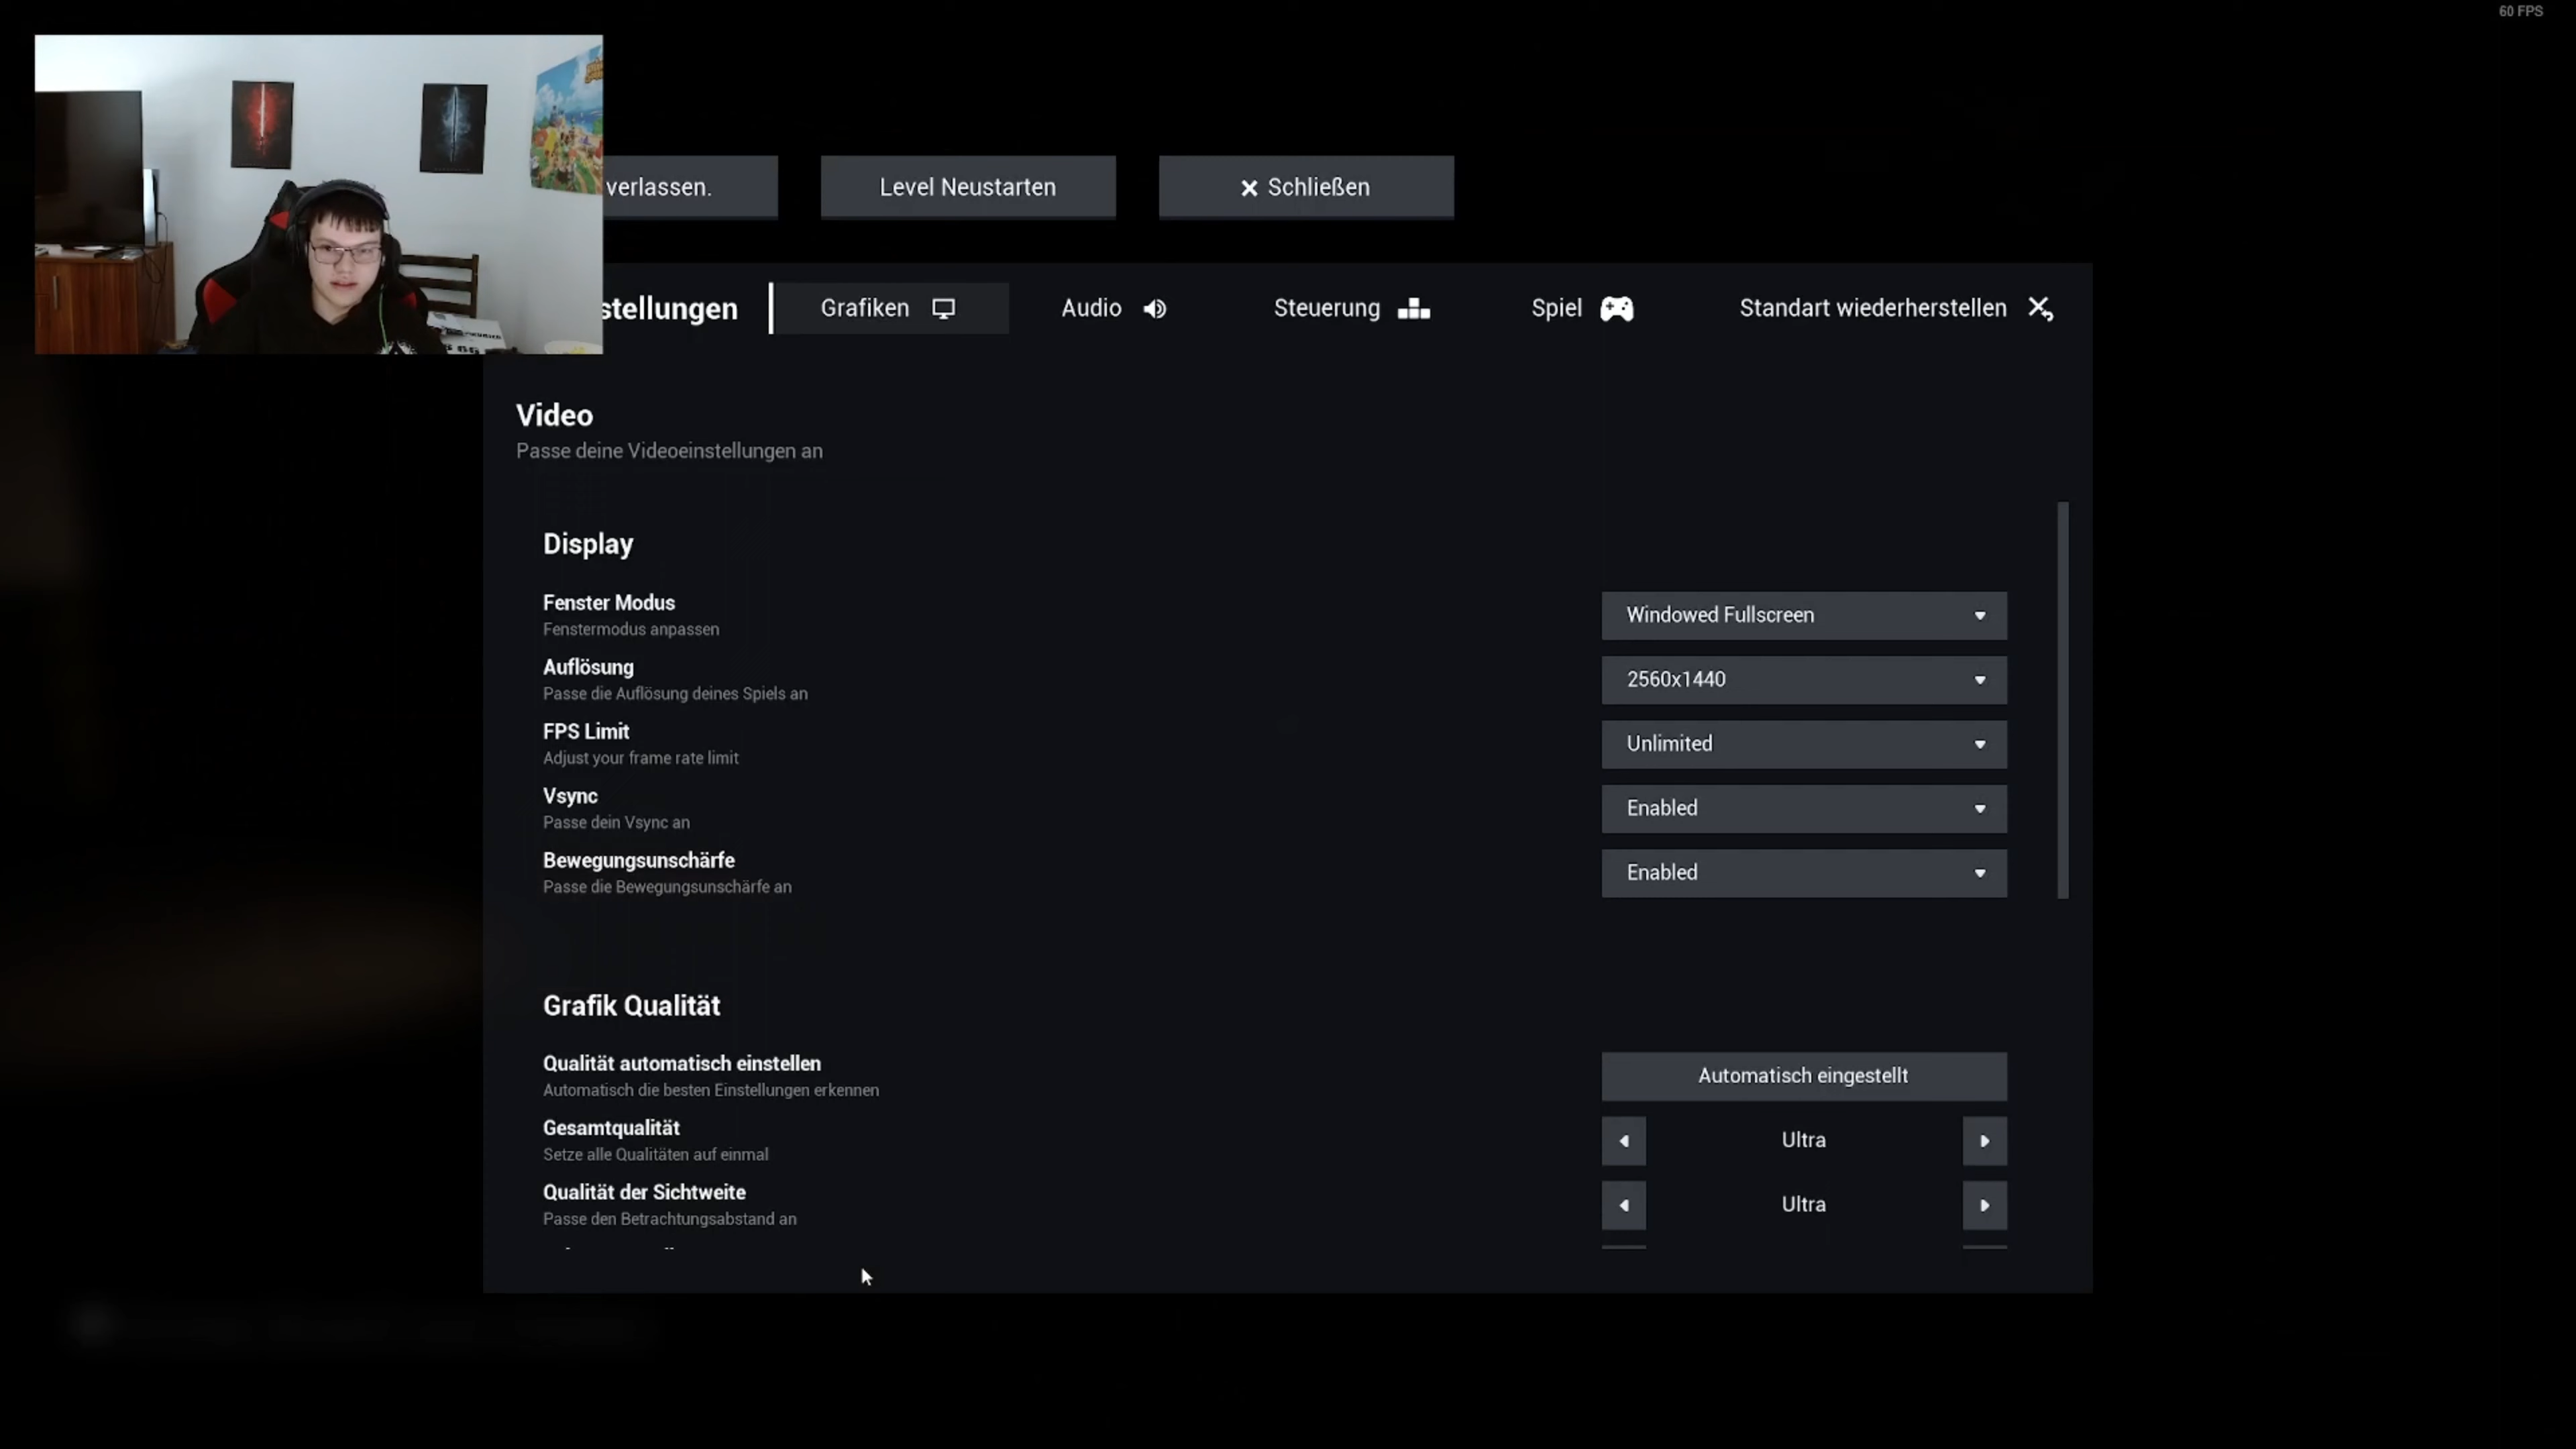 60 FPS
verlassen.
Level Neustarten
Schließen
stellungen
Grafiken
Audio
Steuerung
Spiel
Standart wiederherstellen
Video
Passe deine Videoeinstellungen an
Display
Fenster Modus
Windowed Fullscreen
Fenstermodus anpassen
Auflösung
2560x1440
Passe die Auflösung deines Spiels an
FPS Limit
Unlimited
Adjust your frame rate limit
Vsync
Enabled
Passe dein Vsync an
Bewegungsunschärfe
Enabled
Passe die Bewegungsunschärfe an
Grafik Qualität
Qualität automatisch einstellen
Automatisch eingestellt
Automatisch die besten Einstellungen erkennen
Gesamtqualität
Ultra
Setze alle Qualitäten auf einmal
Qualität der Sichtweite
Ultra
Passe den Betrachtungsabstand an